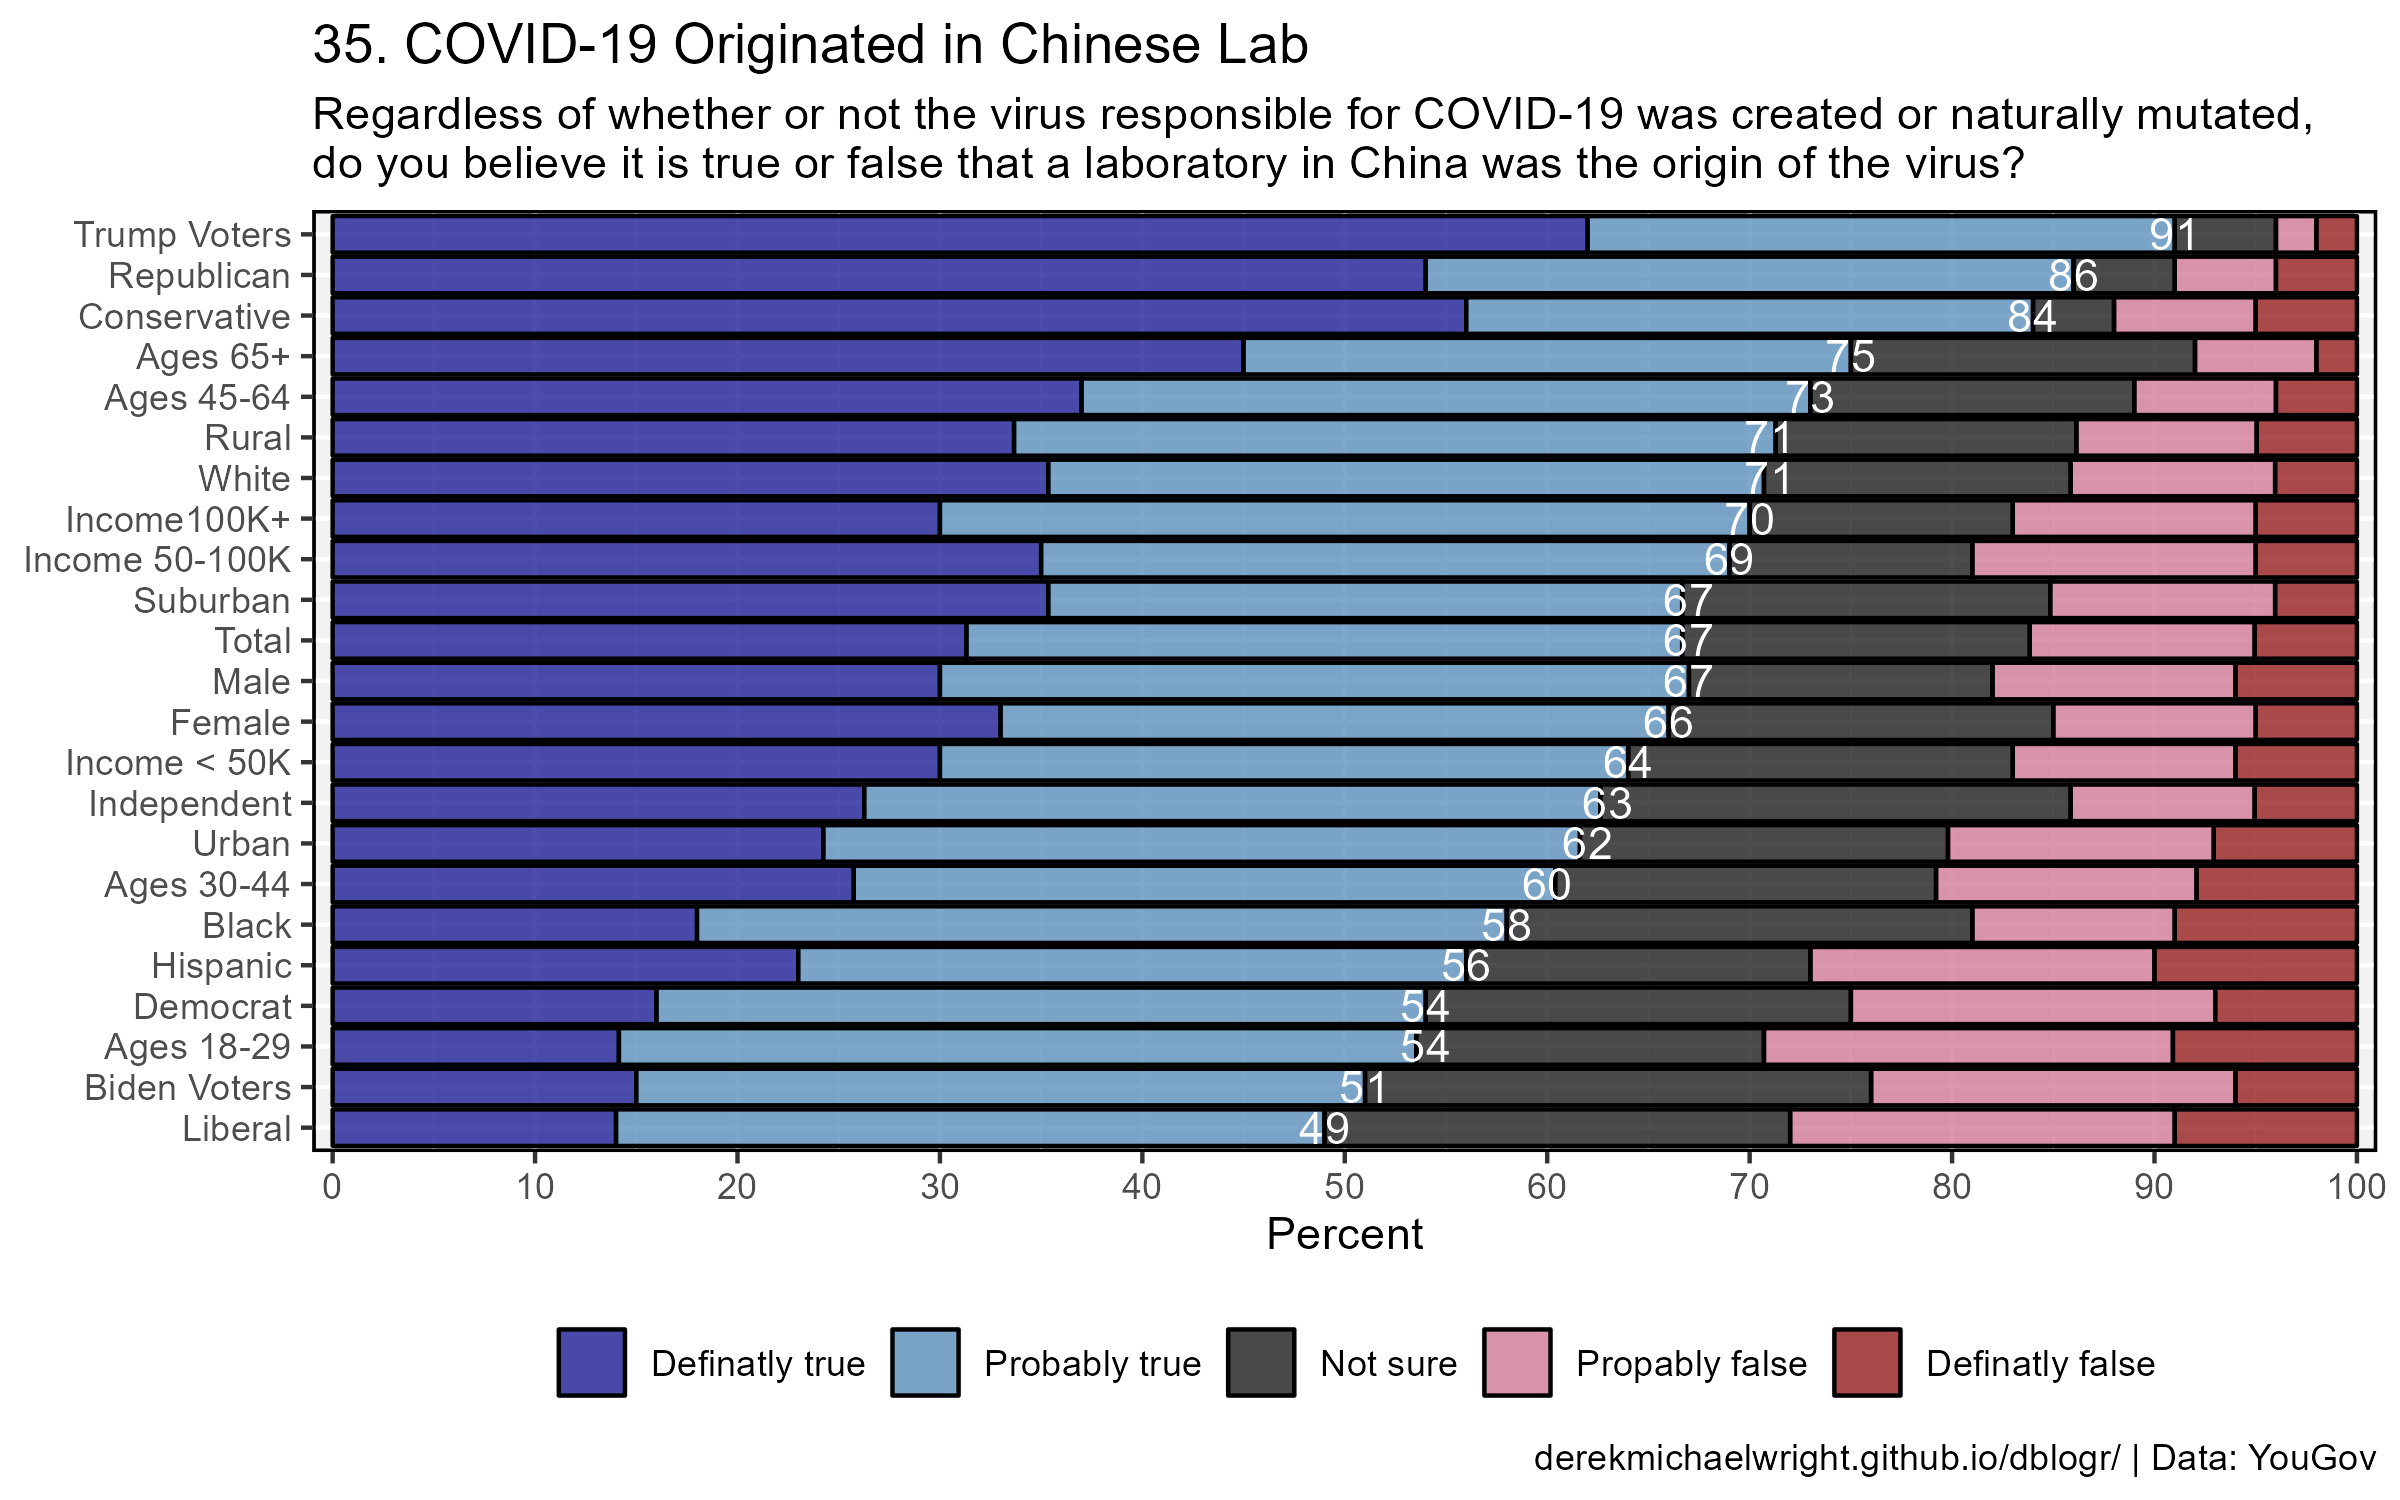 35. COVID-19 Originated in Chinese Lab
Regardless of whether or not the virus responsible for COVID-19 was created or naturally mutated,
do you believe it is true or false that a laboratory in China was the origin of the virus?
Trump Voters 91
Republican 86
Conservative 84
Ages 65+ 75
Ages 45-64 73
Rural 71
White 71
Income100K+ 70
Income 50-100K 69
Suburban 67
Total 67
Male 67
Female 66
Income < 50K 64
Independent 63
Urban 62
Ages 30-44 60
Black 58
Hispanic 56
Democrat 54
Ages 18-29 54
Biden Voters 51
Liberal 49
0 10 20 30 40 50 60 70 80 90 100
Percent
Definatly true Probably true Not sure Propably false Definatly false
derekmichaelwright.github.io/dblogr/ | Data: YouGov